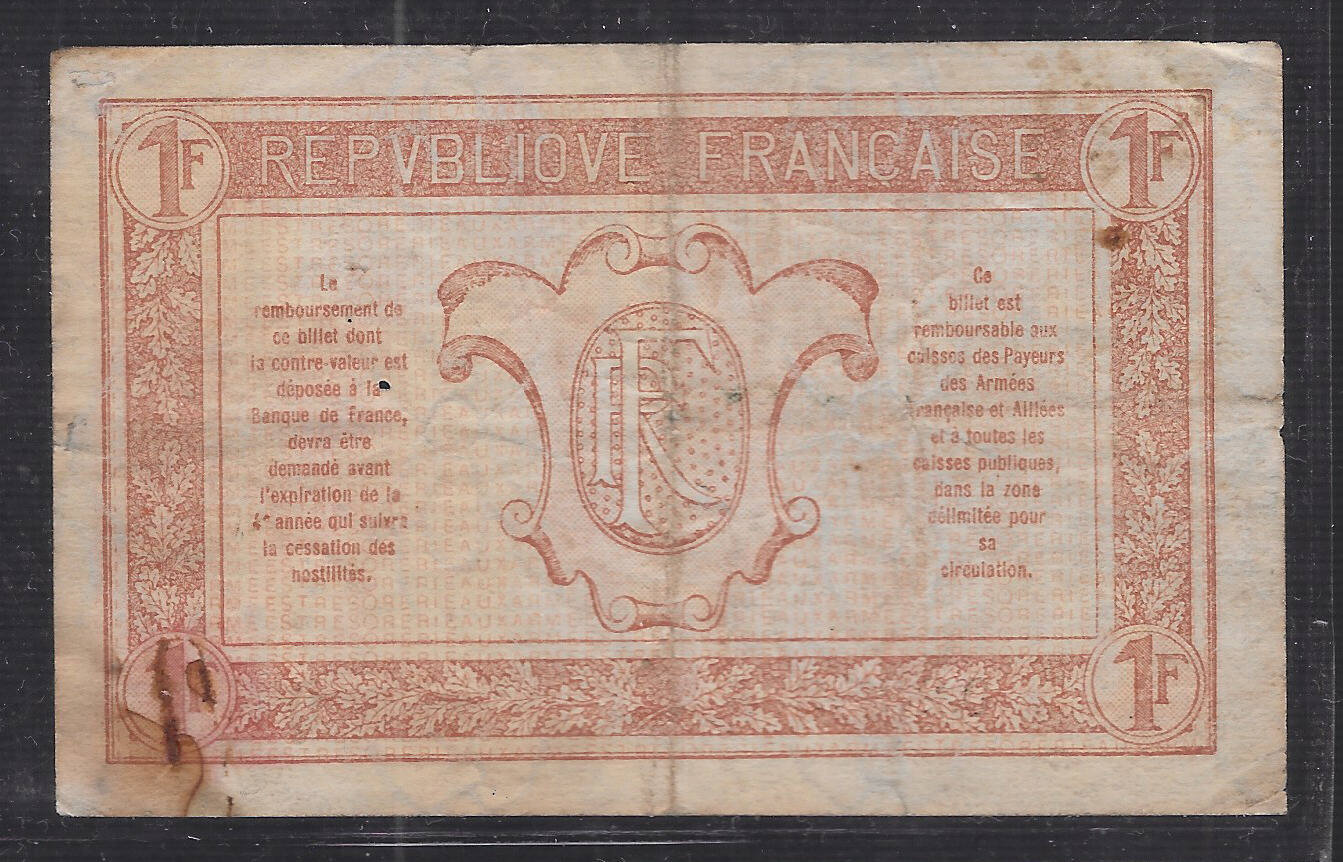 1F RÉPVBLIQVE FRANÇAISE 1F
Le
remboursement de
ce billet dont
la contre-valeur est
déposée à la
Banque de France,
devra être
demandé avant
l'expiration de la
4e année qui suivra
la cessation des
hostilités.
RF
Ce
billet est
remboursable aux
caisses des Payeurs
des Armées
Française et Alliées
et à toutes les
caisses publiques,
dans la zone
délimitée pour
sa
circulation.
1F